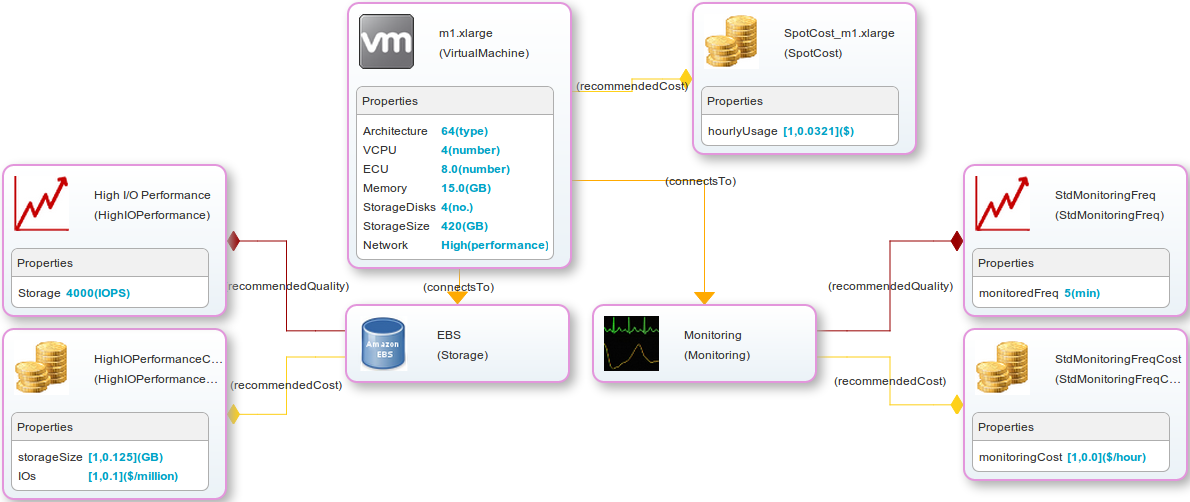 vm
m1.xlarge
(VirtualMachine)
Properties
Architecture 64(type)
VCPU 4(number)
ECU 8.0(number)
Memory 15.0(GB)
StorageDisks 4(no.)
StorageSize 420(GB)
Network High(performance)
(recommendedCost)
SpotCost_m1.xlarge
(SpotCost)
Properties
hourlyUsage [1,0.0321]($)
(connectsTo)
(connectsTo)
High I/O Performance
(HighIOPerformance)
Properties
Storage 4000(IOPS)
recommendedQuality)
HighIOPerformanceC...
(HighIOPerformance...
Properties
storageSize [1,0.125](GB)
IOs [1,0.1]($/million)
(recommendedCost)
Amazon
EBS
EBS
(Storage)
Monitoring
(Monitoring)
(recommendedQuality)
StdMonitoringFreq
(StdMonitoringFreq)
Properties
monitoredFreq 5(min)
(recommendedCost)
StdMonitoringFreqCost
(StdMonitoringFreqC...
Properties
monitoringCost [1,0.0]($/hour)